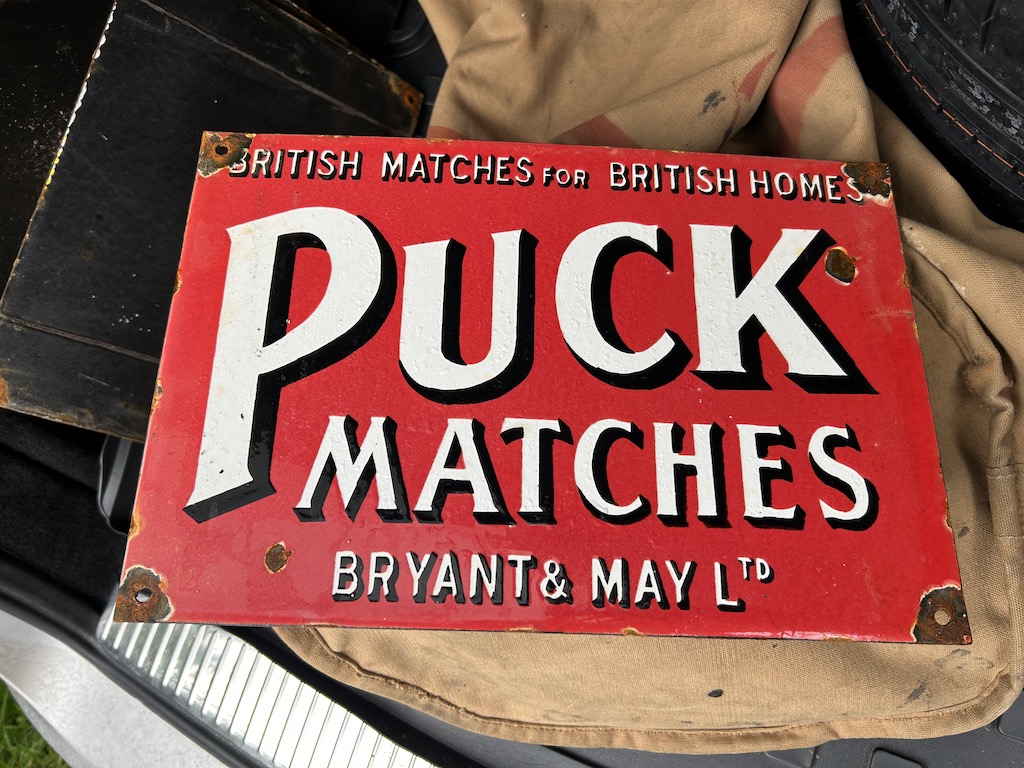 BRITISH MATCHES FOR BRITISH HOMES
PUCK
MATCHES
BRYANT & MAY LTD